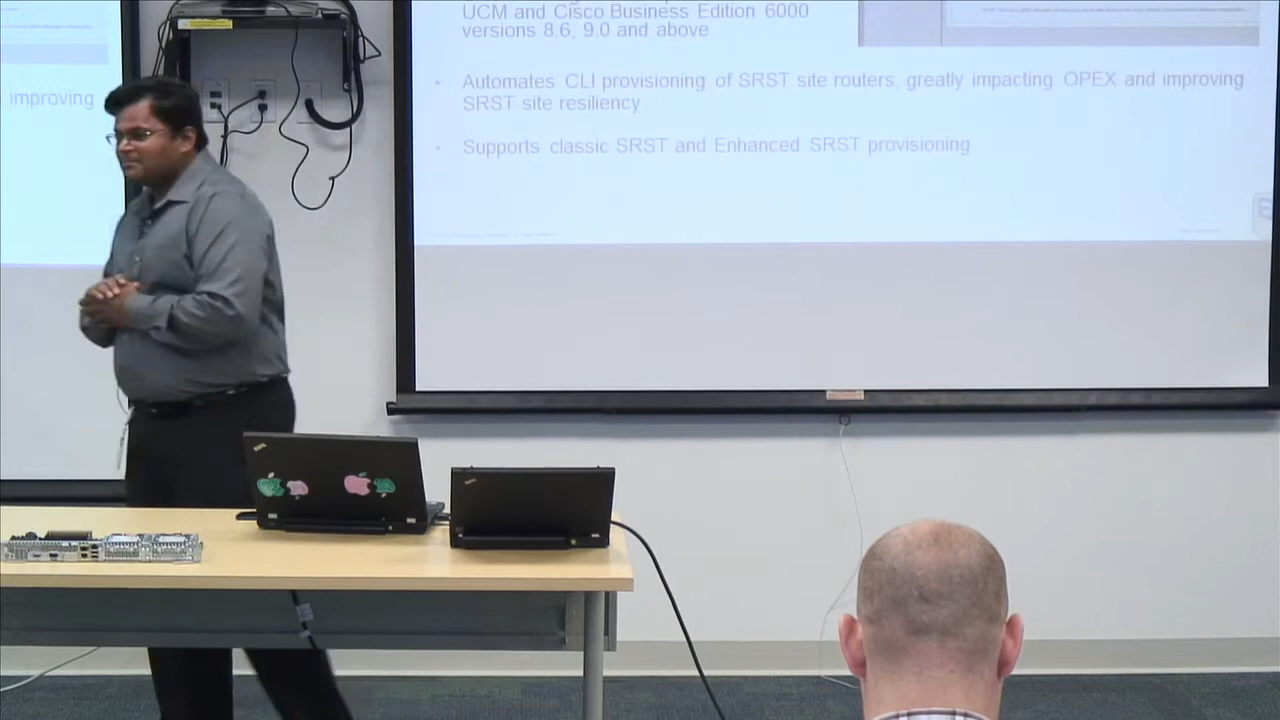 UCM and Cisco Business Edition 6000
versions 8.6, 9.0 and above
improving
• Automates CLI provisioning of SRST site routers, greatly impacting OPEX and improving
SRST site resiliency
• Supports classic SRST and Enhanced SRST provisioning